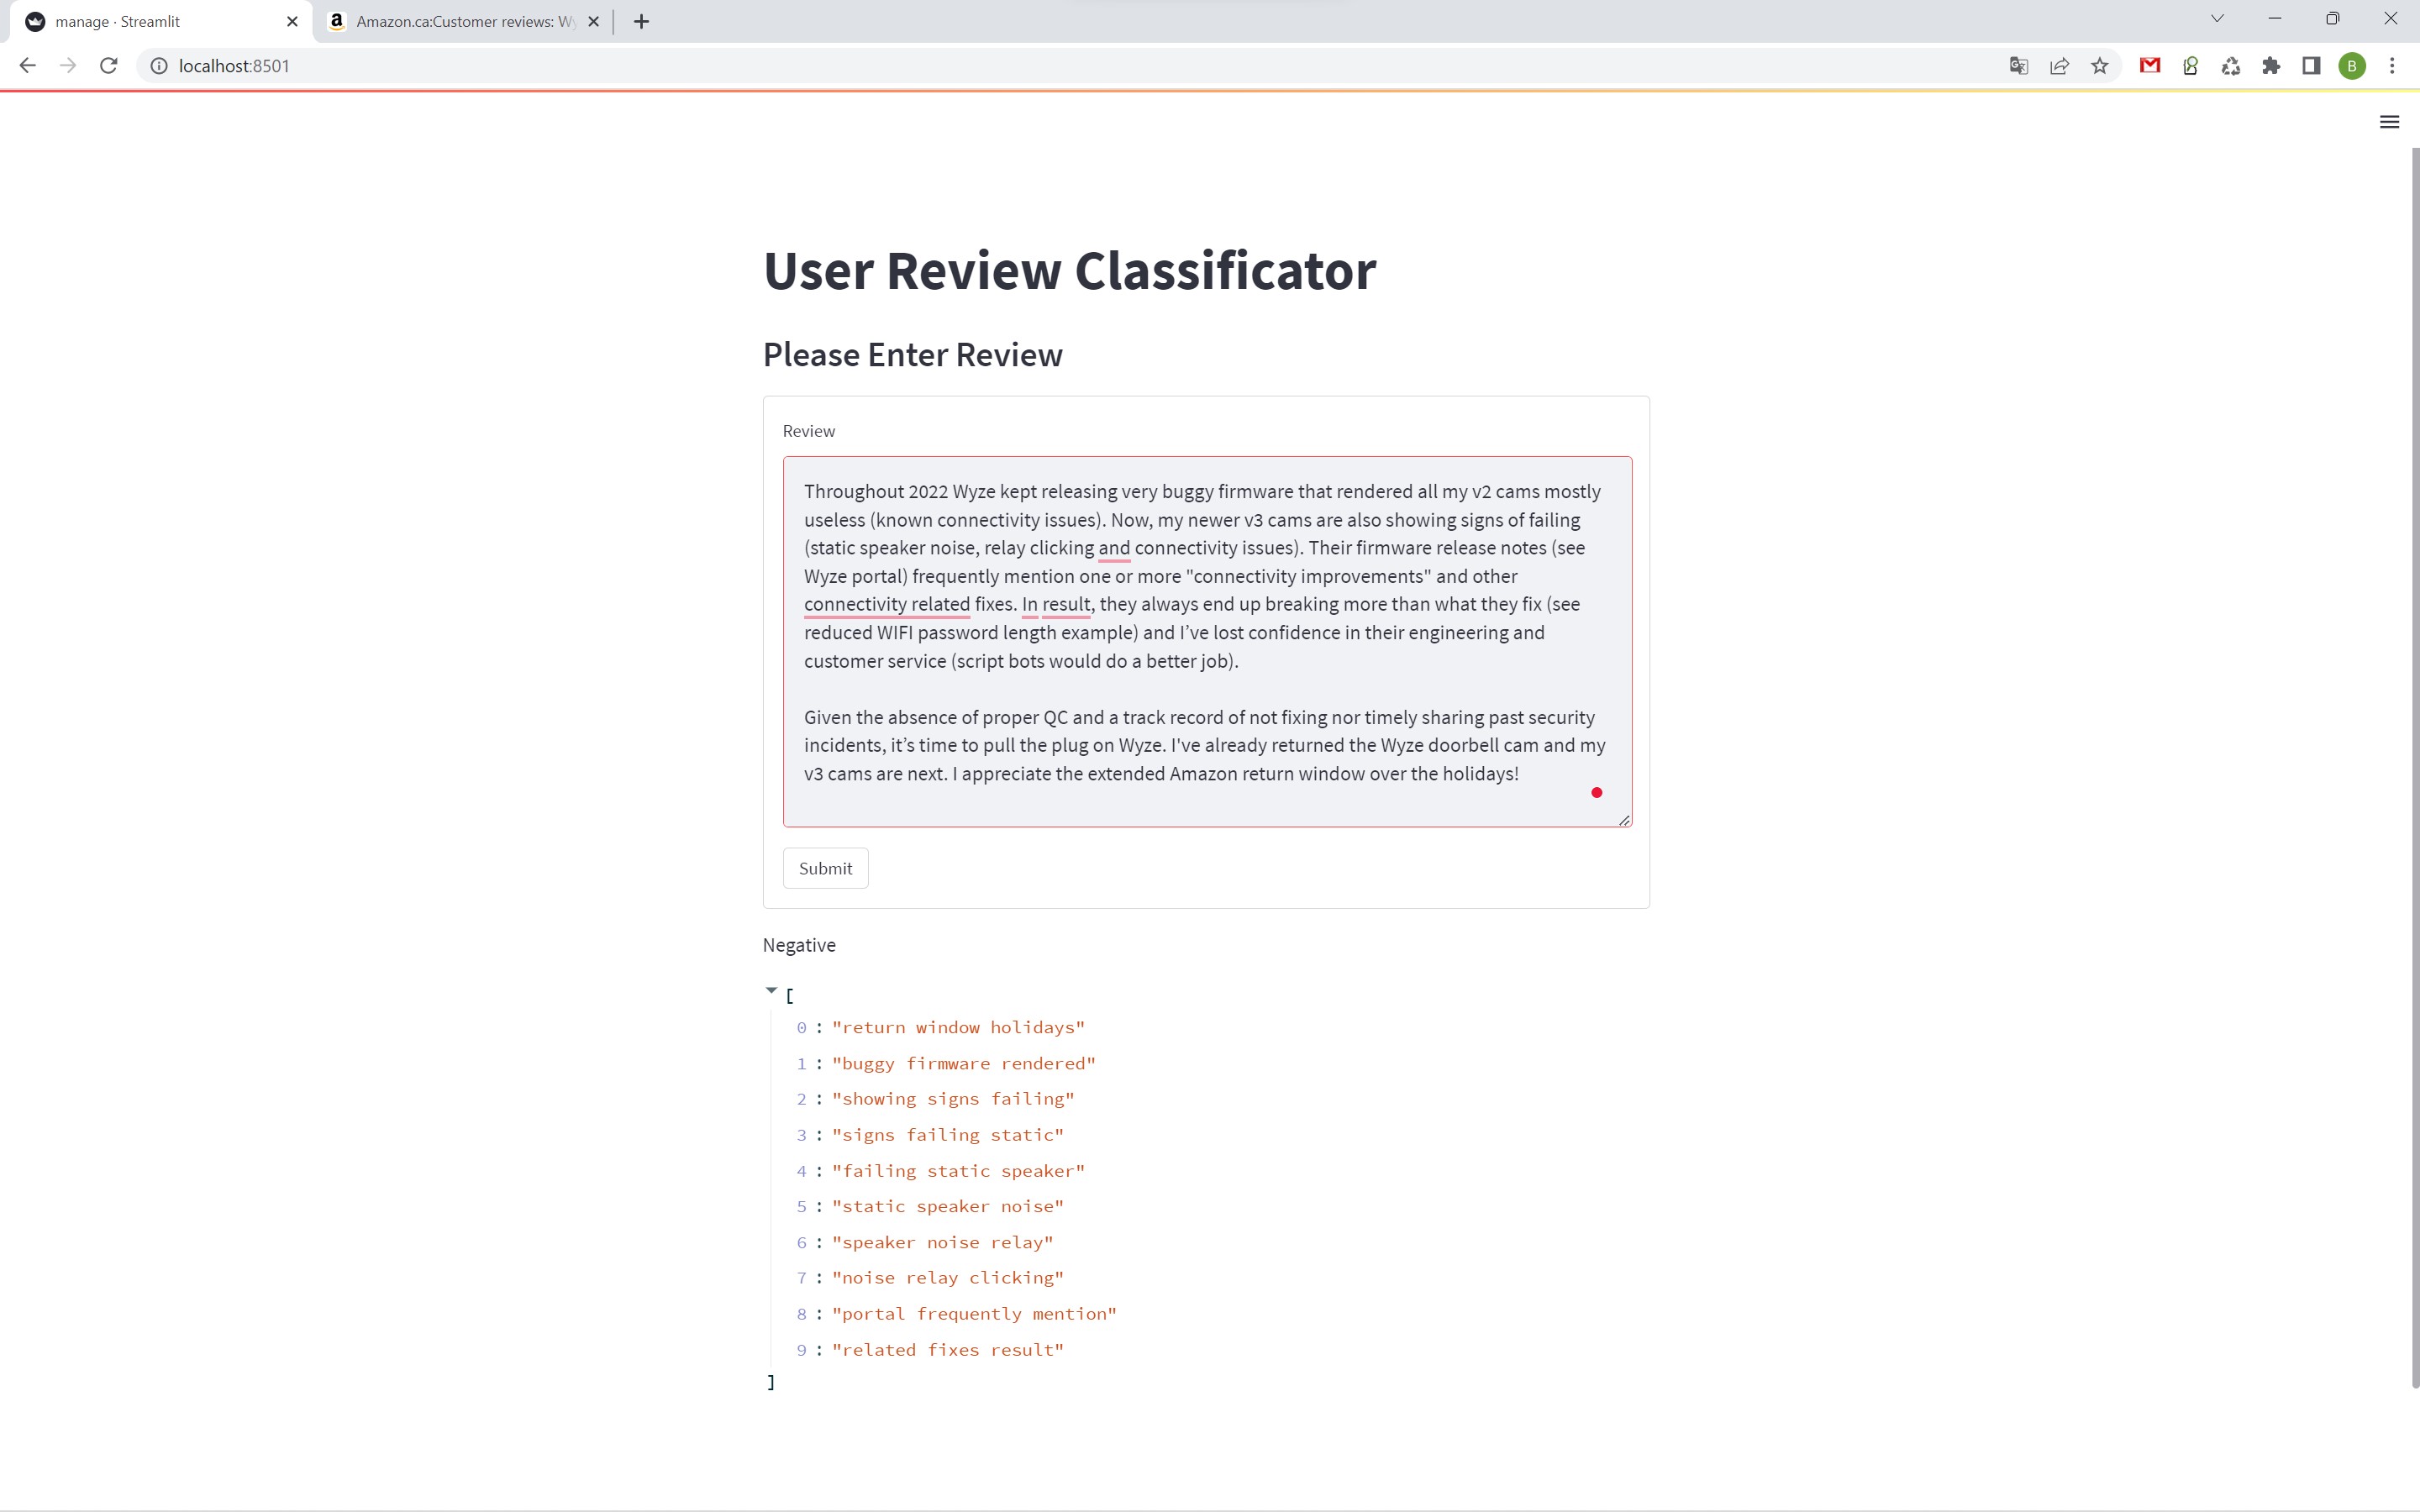 manage · Streamlit
Amazon.ca:Customer reviews: Wy
localhost:8501
B
User Review Classificator
Please Enter Review
Review
Throughout 2022 Wyze kept releasing very buggy firmware that rendered all my v2 cams mostly
useless (known connectivity issues). Now, my newer v3 cams are also showing signs of failing
(static speaker noise, relay clicking and connectivity issues). Their firmware release notes (see
Wyze portal) frequently mention one or more "connectivity improvements" and other
connectivity related fixes. In result, they always end up breaking more than what they fix (see
reduced WIFI password length example) and I’ve lost confidence in their engineering and
customer service (script bots would do a better job).
Given the absence of proper QC and a track record of not fixing nor timely sharing past security
incidents, it’s time to pull the plug on Wyze. I've already returned the Wyze doorbell cam and my
v3 cams are next. I appreciate the extended Amazon return window over the holidays!
Submit
Negative
[
0 : "return window holidays"
1 : "buggy firmware rendered"
2 : "showing signs failing"
3 : "signs failing static"
4 : "failing static speaker"
5 : "static speaker noise"
6 : "speaker noise relay"
7 : "noise relay clicking"
8 : "portal frequently mention"
9 : "related fixes result"
]